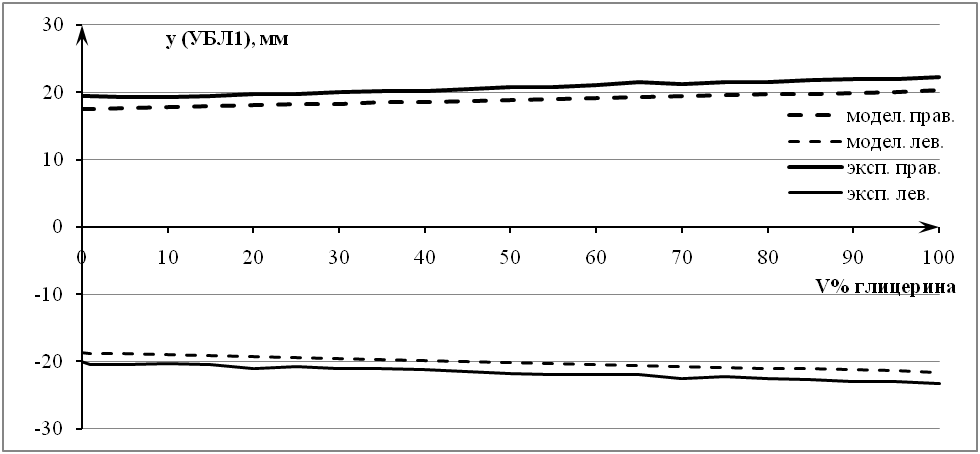 30
y (УБЛ1), мм
20
модел. прав.
модел. лев.
10
эксп. прав.
эксп. лев.
0
0 10 20 30 40 50 60 70 80 90 100
V% глицерина
-10
-20
-30